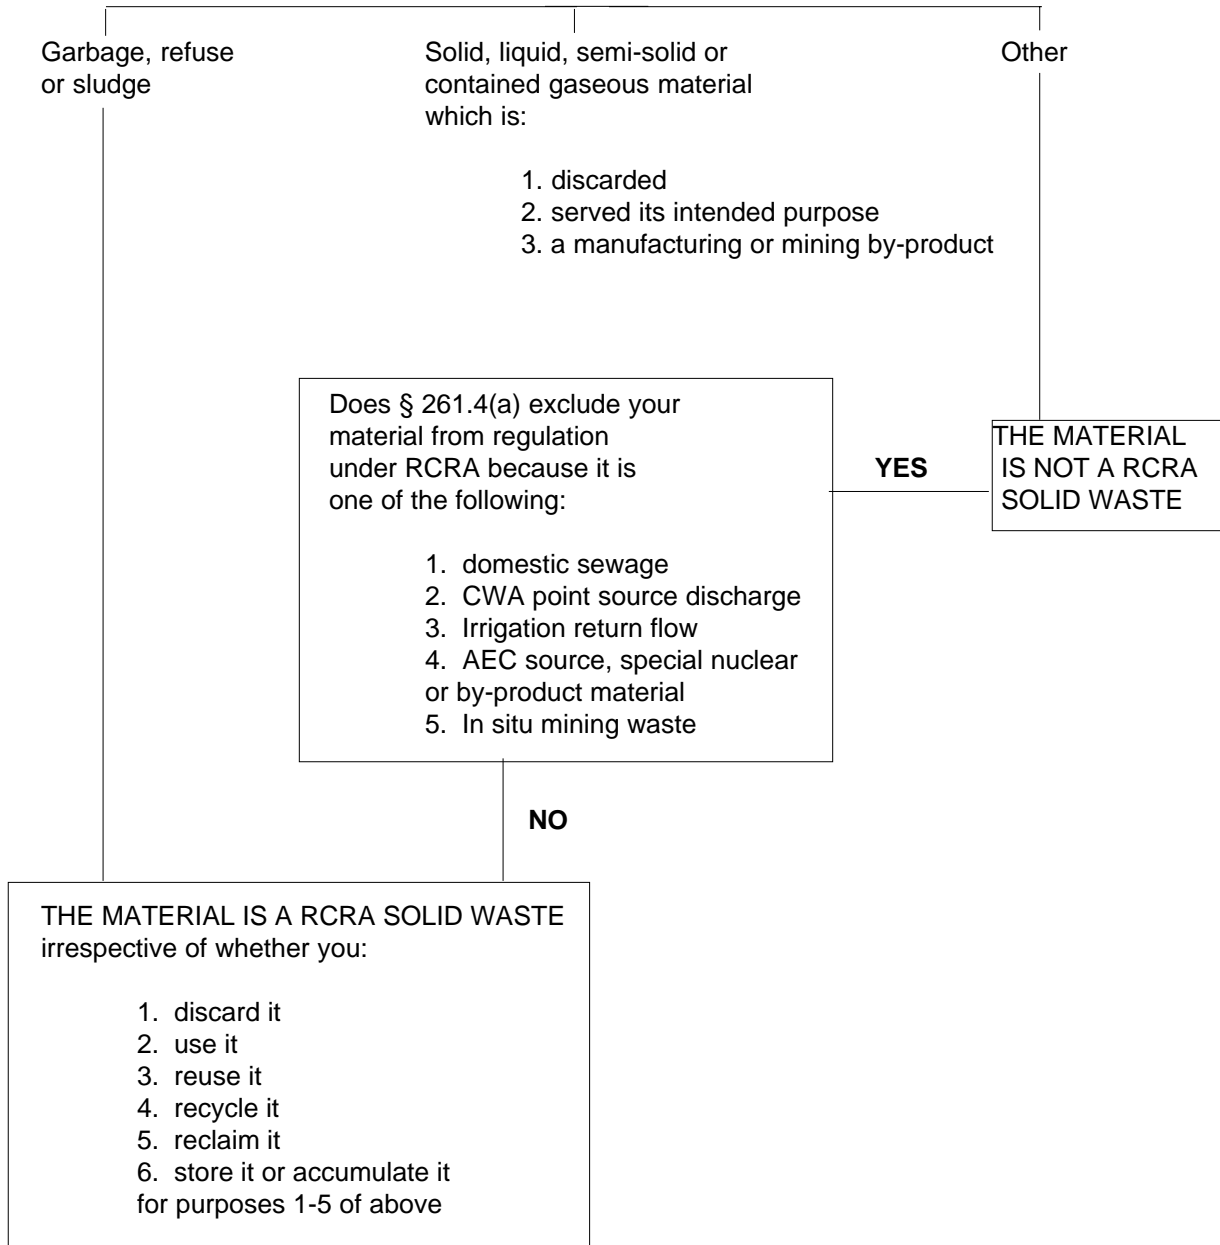 Garbage, refuse
or sludge
Solid, liquid, semi-solid or
contained gaseous material
which is:
1. discarded
2. served its intended purpose
3. a manufacturing or mining by-product
Other
Does § 261.4(a) exclude your
material from regulation
under RCRA because it is
one of the following:
1. domestic sewage
2. CWA point source discharge
3. Irrigation return flow
4. AEC source, special nuclear
or by-product material
5. In situ mining waste
YES
THE MATERIAL
IS NOT A RCRA
SOLID WASTE
NO
THE MATERIAL IS A RCRA SOLID WASTE
irrespective of whether you:
1. discard it
2. use it
3. reuse it
4. recycle it
5. reclaim it
6. store it or accumulate it
for purposes 1-5 of above